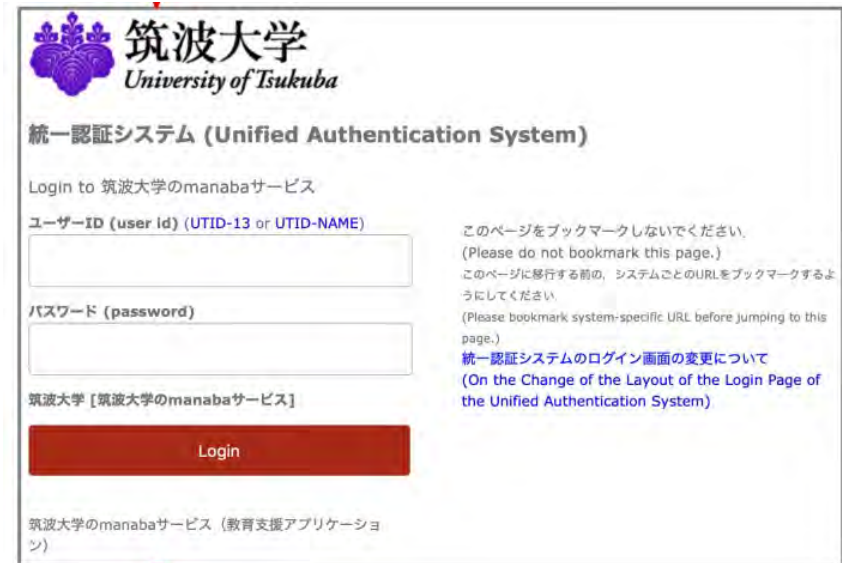 筑波大学
University of Tsukuba
統一認証システム (Unified Authentication System)
Login to 筑波大学のmanabaサービス
ユーザーID (user id) (UTID-13 or UTID-NAME)
パスワード (password)
筑波大学 [筑波大学のmanabaサービス]
Login
筑波大学のmanabaサービス（教育支援アプリケーショ
ン）
このページをブックマークしないでください.
(Please do not bookmark this page.)
このページに移行する前の, システムごとのURLをブックマークするよ
うにしてください
(Please bookmark system-specific URL before jumping to this
page.)
統一認証システムのログイン画面の変更について
(On the Change of the Layout of the Login Page of
the Unified Authentication System)